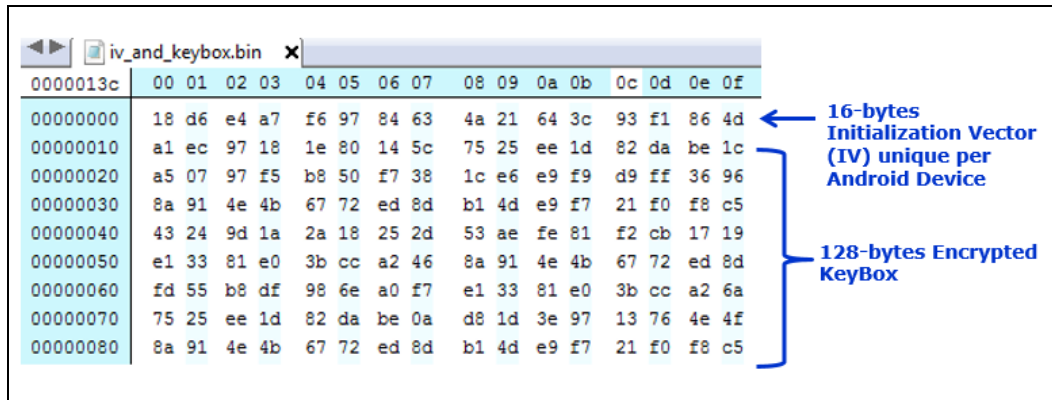 iv_and_keybox.bin x
0000013c 00 01 02 03 04 05 06 07 08 09 0a 0b 0c 0d 0e 0f
00000000 18 d6 e4 a7 f6 97 84 63 4a 21 64 3c 93 f1 86 4d
00000010 a1 ec 97 18 1e 80 14 5c 75 25 ee 1d 82 da be 1c
00000020 a5 07 97 f5 b8 50 f7 38 1c e6 e9 f9 d9 ff 36 96
00000030 8a 91 4e 4b 67 72 ed 8d b1 4d e9 f7 21 f0 f8 c5
00000040 43 24 9d 1a 2a 18 25 2d 53 ae fe 81 f2 cb 17 19
00000050 e1 33 81 e0 3b cc a2 46 8a 91 4e 4b 67 72 ed 8d
00000060 fd 55 b8 df 98 6e a0 f7 e1 33 81 e0 3b cc a2 6a
00000070 75 25 ee 1d 82 da be 0a d8 1d 3e 97 13 76 4e 4f
00000080 8a 91 4e 4b 67 72 ed 8d b1 4d e9 f7 21 f0 f8 c5
16-bytes
Initialization Vector
(IV) unique per
Android Device
128-bytes Encrypted
KeyBox